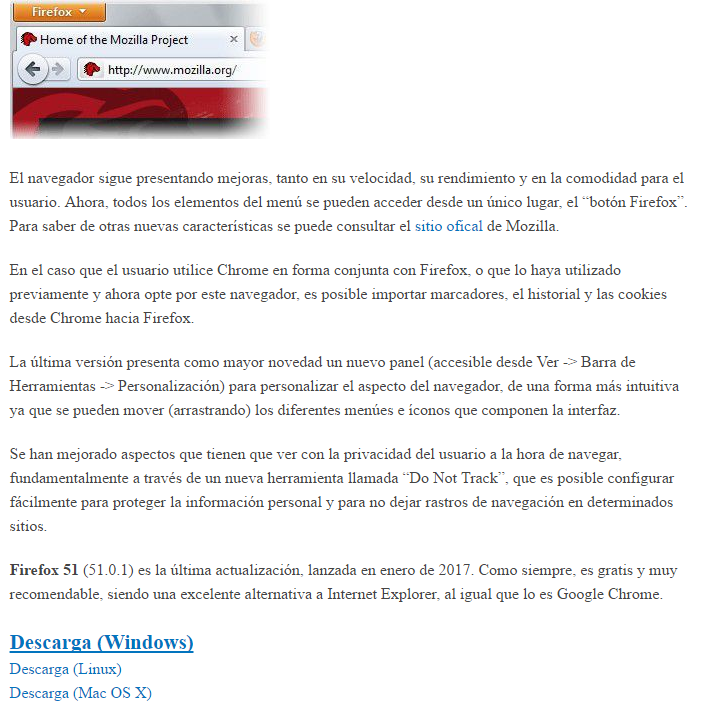 Firefox
Home of the Mozilla Project
http://www.mozilla.org/
El navegador sigue presentando mejoras, tanto en su velocidad, su rendimiento y en la comodidad para el
usuario. Ahora, todos los elementos del menú se pueden acceder desde un único lugar, el “botón Firefox”.
Para saber de otras nuevas características se puede consultar el sitio ofical de Mozilla.
En el caso que el usuario utilice Chrome en forma conjunta con Firefox, o que lo haya utilizado
previamente y ahora opte por este navegador, es posible importar marcadores, el historial y las cookies
desde Chrome hacia Firefox.
La última versión presenta como mayor novedad un nuevo panel (accesible desde Ver -> Barra de
Herramientas -> Personalización) para personalizar el aspecto del navegador, de una forma más intuitiva
ya que se pueden mover (arrastrando) los diferentes menúes e íconos que componen la interfaz.
Se han mejorado aspectos que tienen que ver con la privacidad del usuario a la hora de navegar,
fundamentalmente a través de un nueva herramienta llamada “Do Not Track”, que es posible configurar
fácilmente para proteger la información personal y para no dejar rastros de navegación en determinados
sitios.
Firefox 51 (51.0.1) es la última actualización, lanzada en enero de 2017. Como siempre, es gratis y muy
recomendable, siendo una excelente alternativa a Internet Explorer, al igual que lo es Google Chrome.
Descarga (Windows)
Descarga (Linux)
Descarga (Mac OS X)